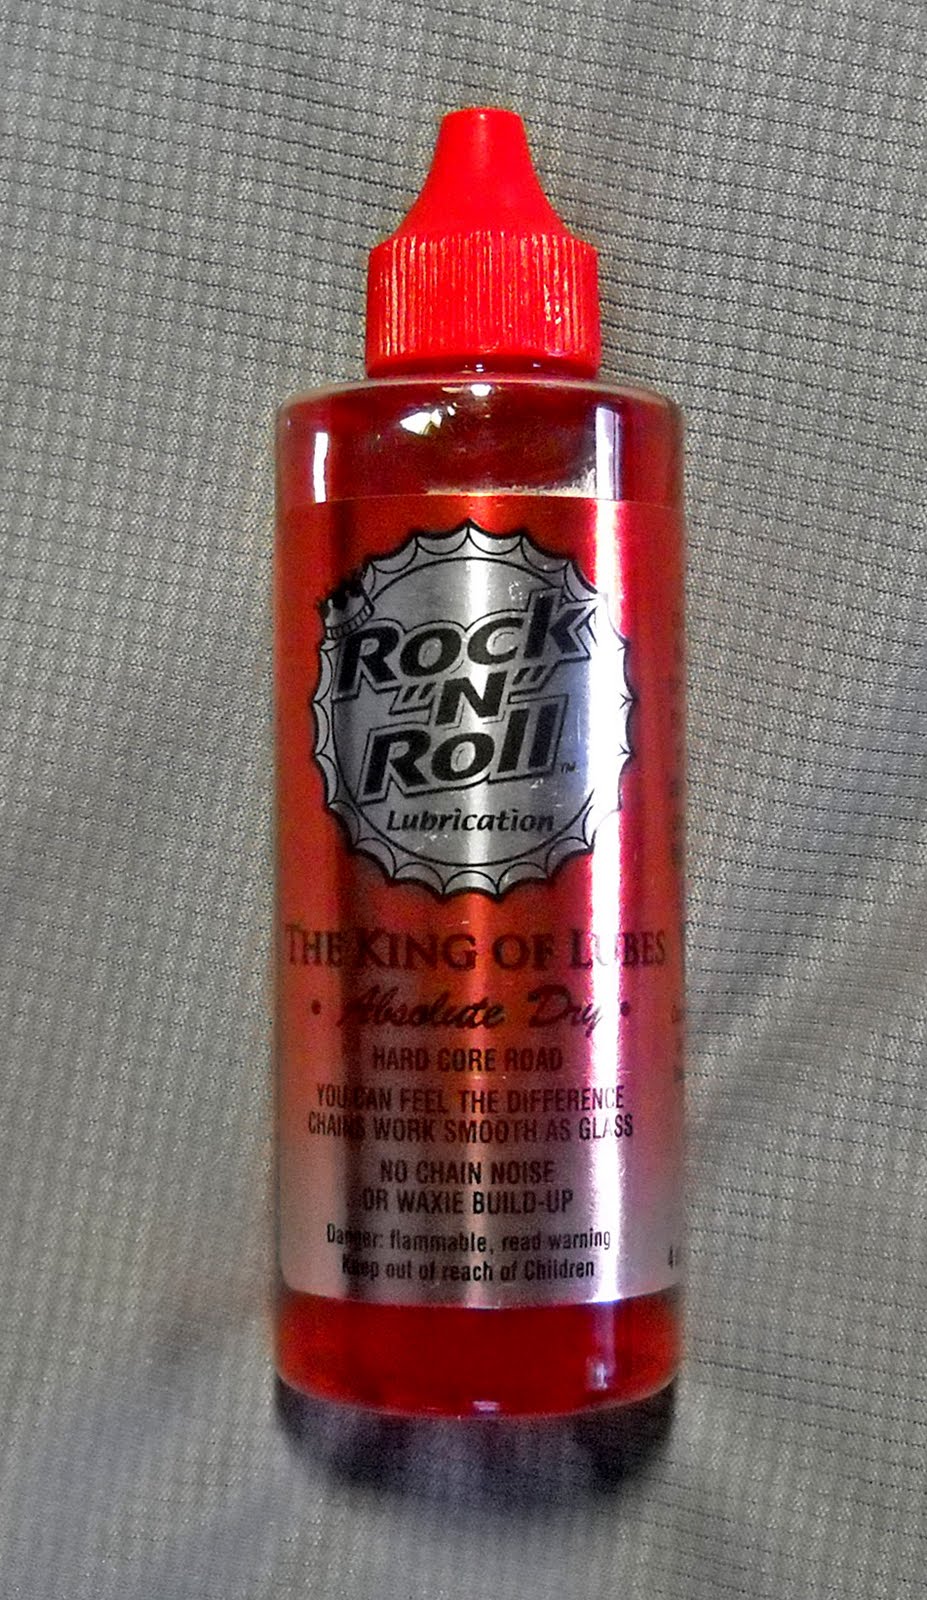 Rock
"N"
Roll™
Lubrication
THE KING OF LUBES
• Absolute Dry •
HARD CORE ROAD
YOU CAN FEEL THE DIFFERENCE
CHAINS WORK SMOOTH AS GLASS
NO CHAIN NOISE
OR WAXIE BUILD-UP
Danger: flammable, read warning
Keep out of reach of Children
4